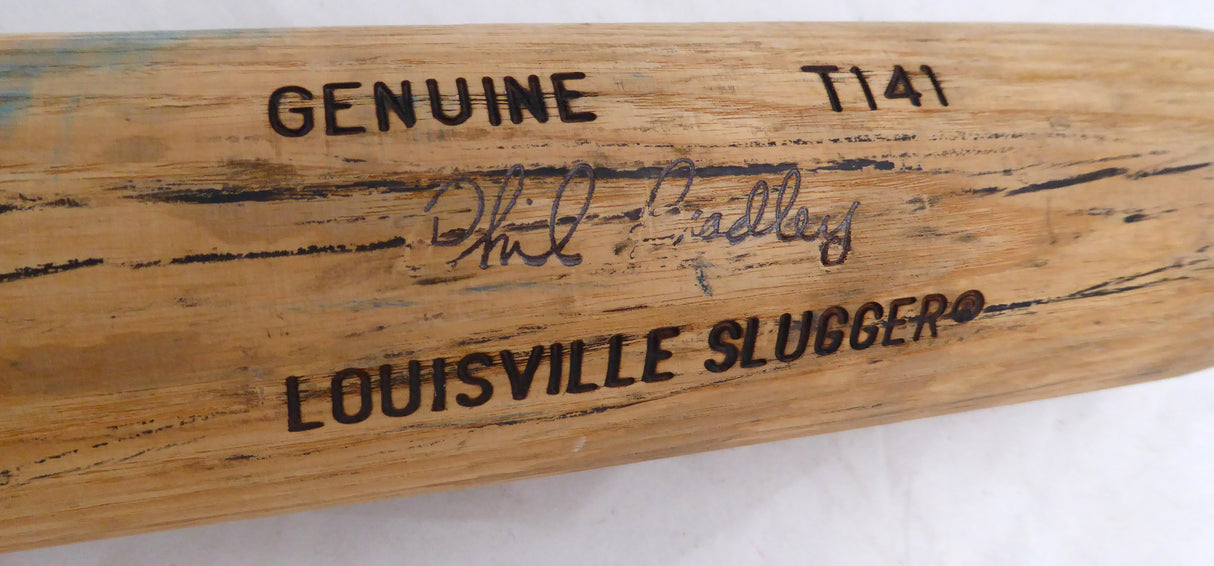 GENUINE T141
Phil Bradley
LOUISVILLE SLUGGER®